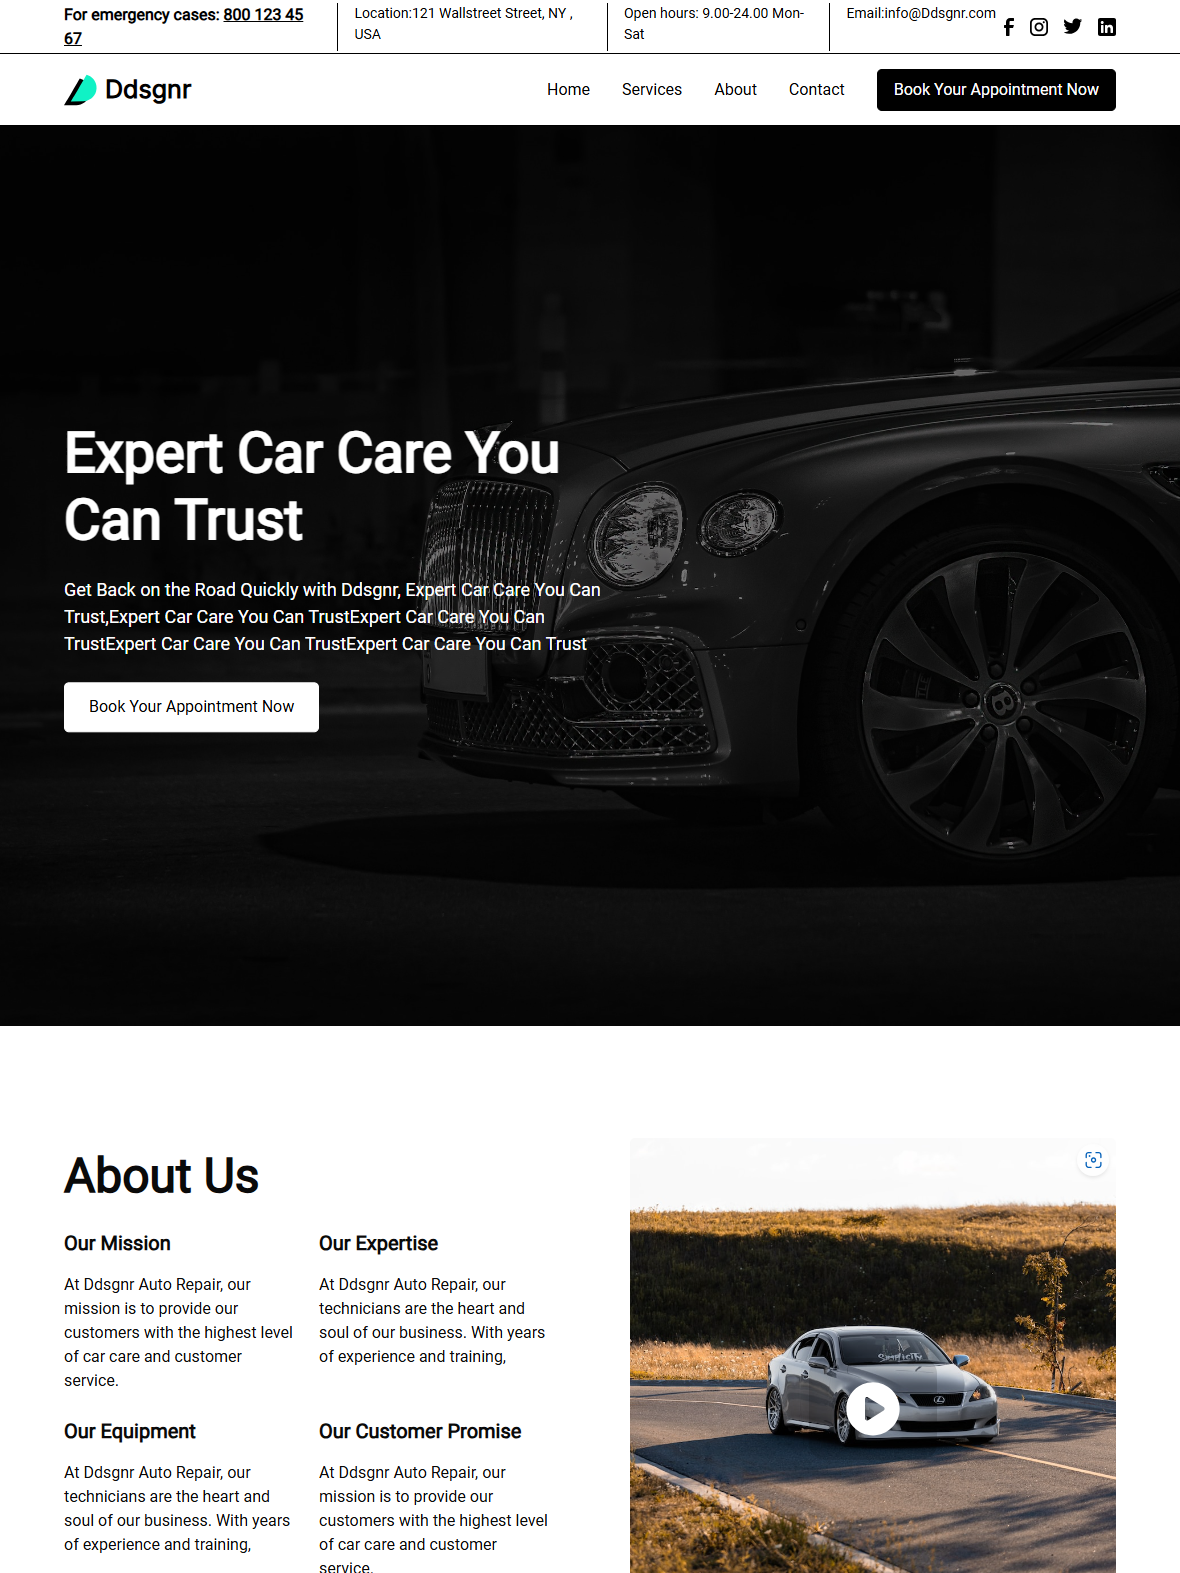 For emergency cases: 800 123 45
67
Location:121 Wallstreet Street, NY ,
USA
Open hours: 9.00-24.00 Mon-
Sat
Email:info@Ddsgnr.com
Ddsgnr
Home
Services
About
Contact
Book Your Appointment Now
Expert Car Care You
Can Trust
Get Back on the Road Quickly with Ddsgnr, Expert Car Care You Can
Trust,Expert Car Care You Can TrustExpert Car Care You Can
TrustExpert Car Care You Can TrustExpert Car Care You Can Trust
Book Your Appointment Now
About Us
Our Mission
At Ddsgnr Auto Repair, our
mission is to provide our
customers with the highest level
of car care and customer
service.
Our Expertise
At Ddsgnr Auto Repair, our
technicians are the heart and
soul of our business. With years
of experience and training,
Our Equipment
At Ddsgnr Auto Repair, our
technicians are the heart and
soul of our business. With years
of experience and training,
Our Customer Promise
At Ddsgnr Auto Repair, our
mission is to provide our
customers with the highest level
of car care and customer
service.